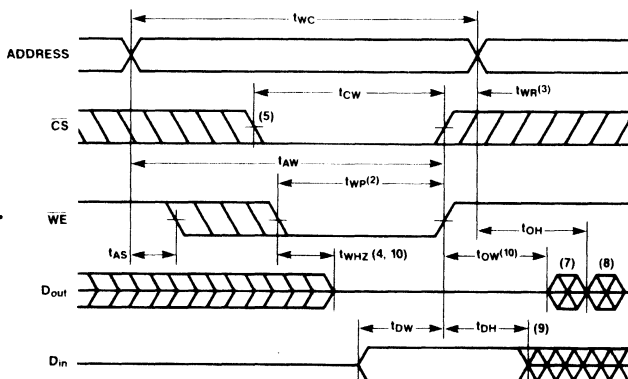 tWC
ADDRESS
tCW
tWR(3)
CS
(5)
tAW
tWP(2)
WE
tOH
tAS
tWHZ (4, 10)
tOW(10)
(7)
(8)
Dout
tDW
tDH
(9)
Din